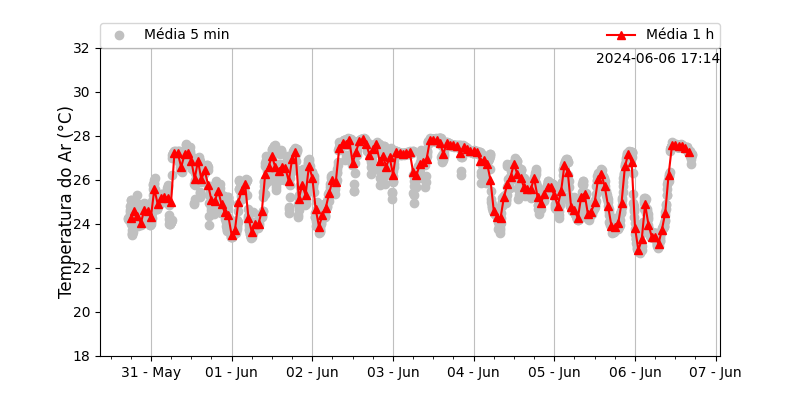 Média 5 min
Média 1 h
2024-06-06 17:14
Temperatura do Ar (°C)
32
30
28
26
24
22
20
18
31 - May
01 - Jun
02 - Jun
03 - Jun
04 - Jun
05 - Jun
06 - Jun
07 - Jun